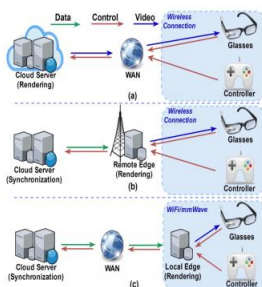 Data Control Video
Wireless
Connection
Glasses
Cloud Server
(Rendering)
WAN
Controller
(a)
Wireless
Connection
Glasses
Cloud Server
(Synchronization)
Remote Edge
(Rendering)
Controller
(b)
WiFi/mmWave
Glasses
Cloud Server
(Synchronization)
WAN
Local Edge
(Rendering)
Controller
(c)